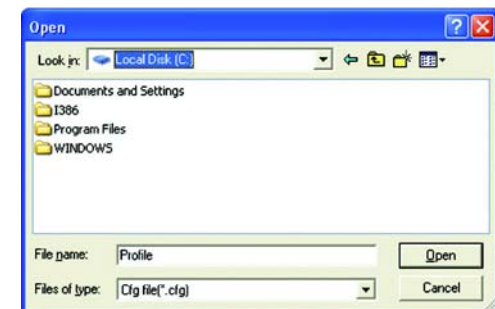 Open
Look in: Local Disk (C:)
Documents and Settings
I386
Program Files
WINDOWS
File name: Profile Open
Files of type: Cfg file(*.cfg) Cancel